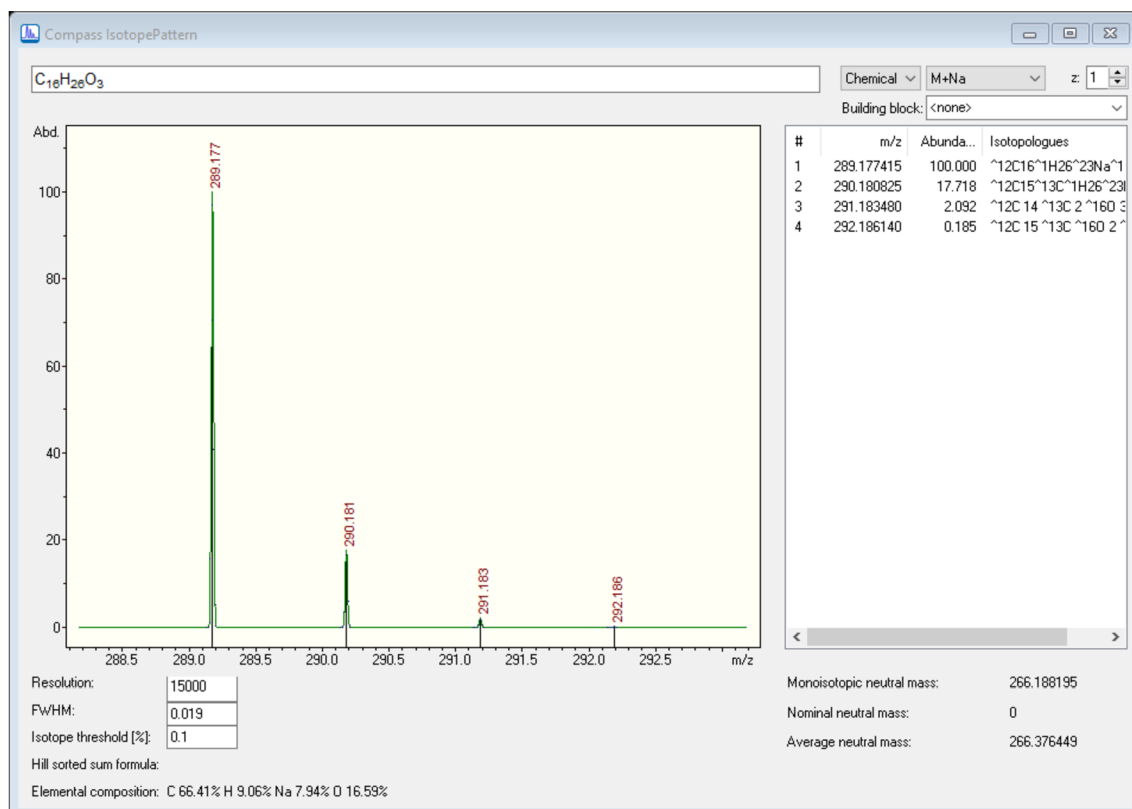 Compass IsotopePattern
C16H26O3
Chemical M+Na z: 1
Building block: <none>
Abd.
100
80
60
40
20
0
289.177
290.181
291.183
292.186
288.5 289.0 289.5 290.0 290.5 291.0 291.5 292.0 292.5 m/z
# m/z Abunda... Isotopologues
1 289.177415 100.000 ^12C16^1H26^23Na^1
2 290.180825 17.718 ^12C15^13C^1H26^23
3 291.183480 2.092 ^12C 14 ^13C 2 ^16O 3
4 292.186140 0.185 ^12C 15 ^13C ^16O 2 ^
Resolution: 15000
FWHM: 0.019
Isotope threshold [%]: 0.1
Hill sorted sum formula:
Elemental composition: C 66.41% H 9.06% Na 7.94% O 16.59%
Monoisotopic neutral mass: 266.188195
Nominal neutral mass: 0
Average neutral mass: 266.376449